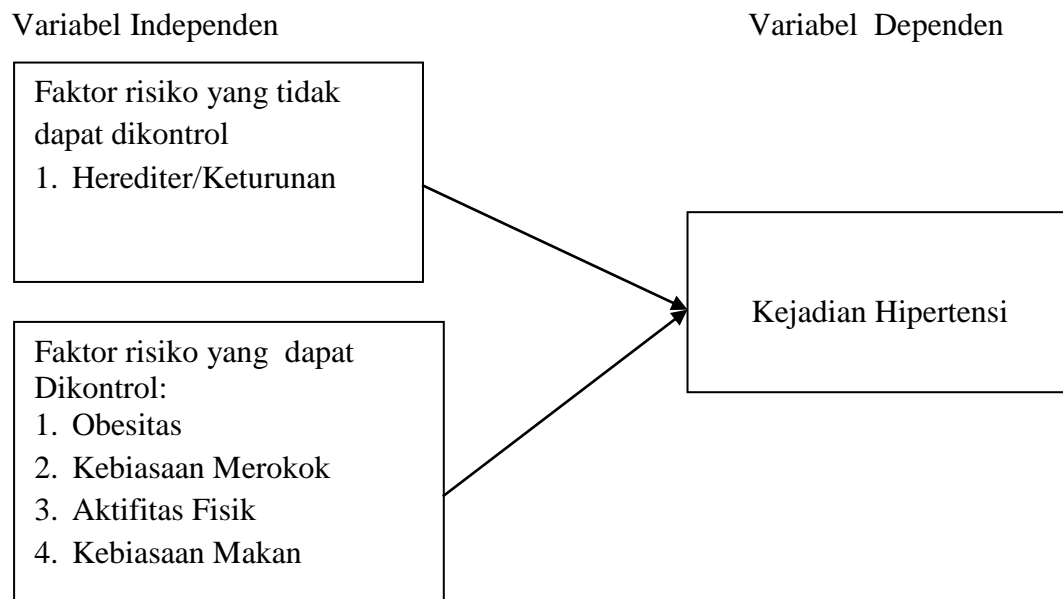 Variabel Independen
Variabel Dependen
Faktor risiko yang tidak
dapat dikontrol
1. Herediter/Keturunan
Kejadian Hipertensi
Faktor risiko yang dapat
Dikontrol:
1. Obesitas
2. Kebiasaan Merokok
3. Aktifitas Fisik
4. Kebiasaan Makan